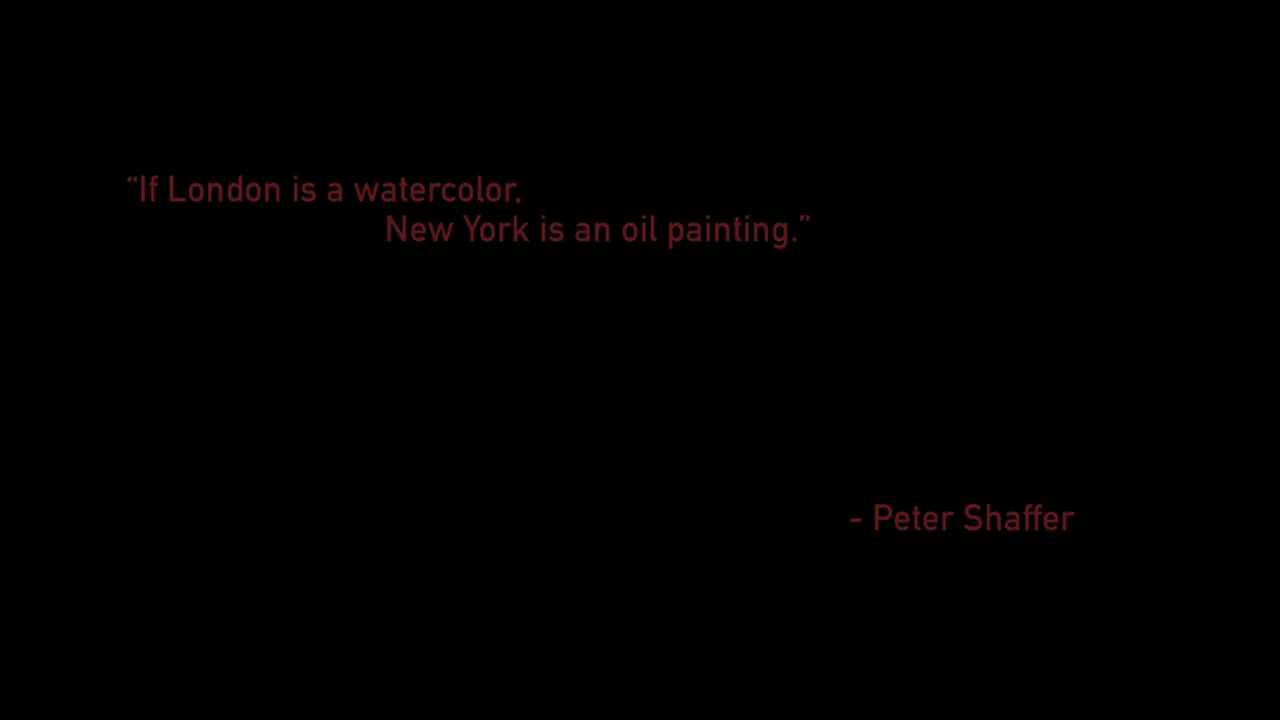 “If London is a watercolor,
New York is an oil painting.”
- Peter Shaffer